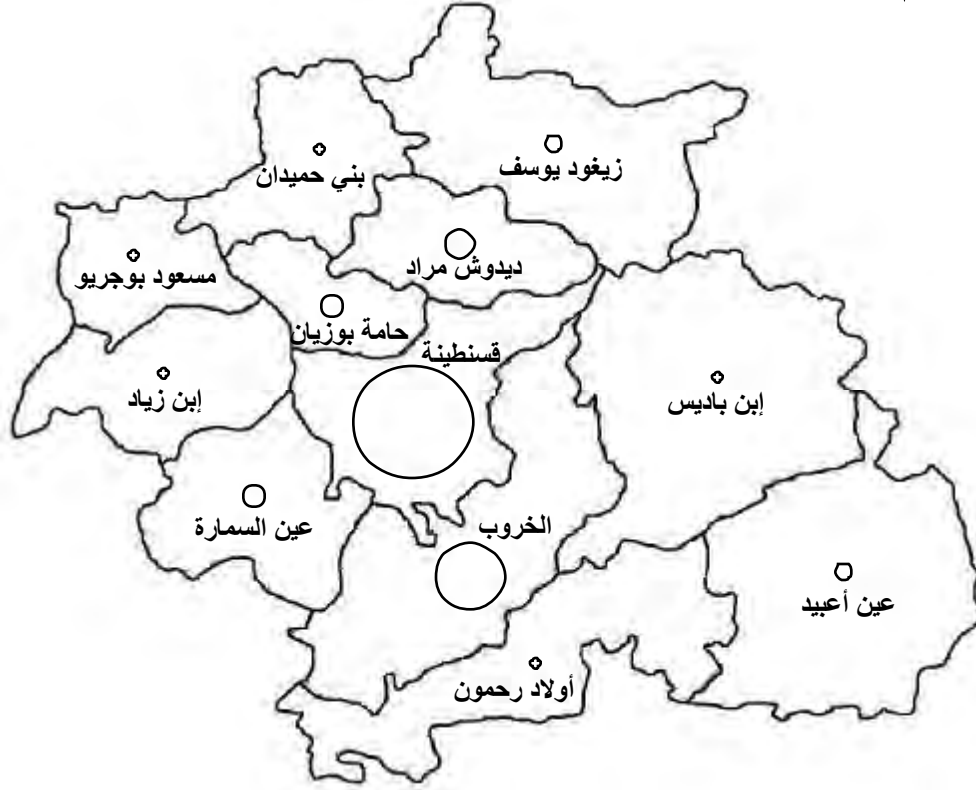 زيغود يوسف
بني حميدان
ديدوش مراد
مسعود بوجريو
حامة بوزيان
قسنطينة
إبن زياد
إبن باديس
الخروب
عين السمارة
عين أعبيد
أولاد رحمون